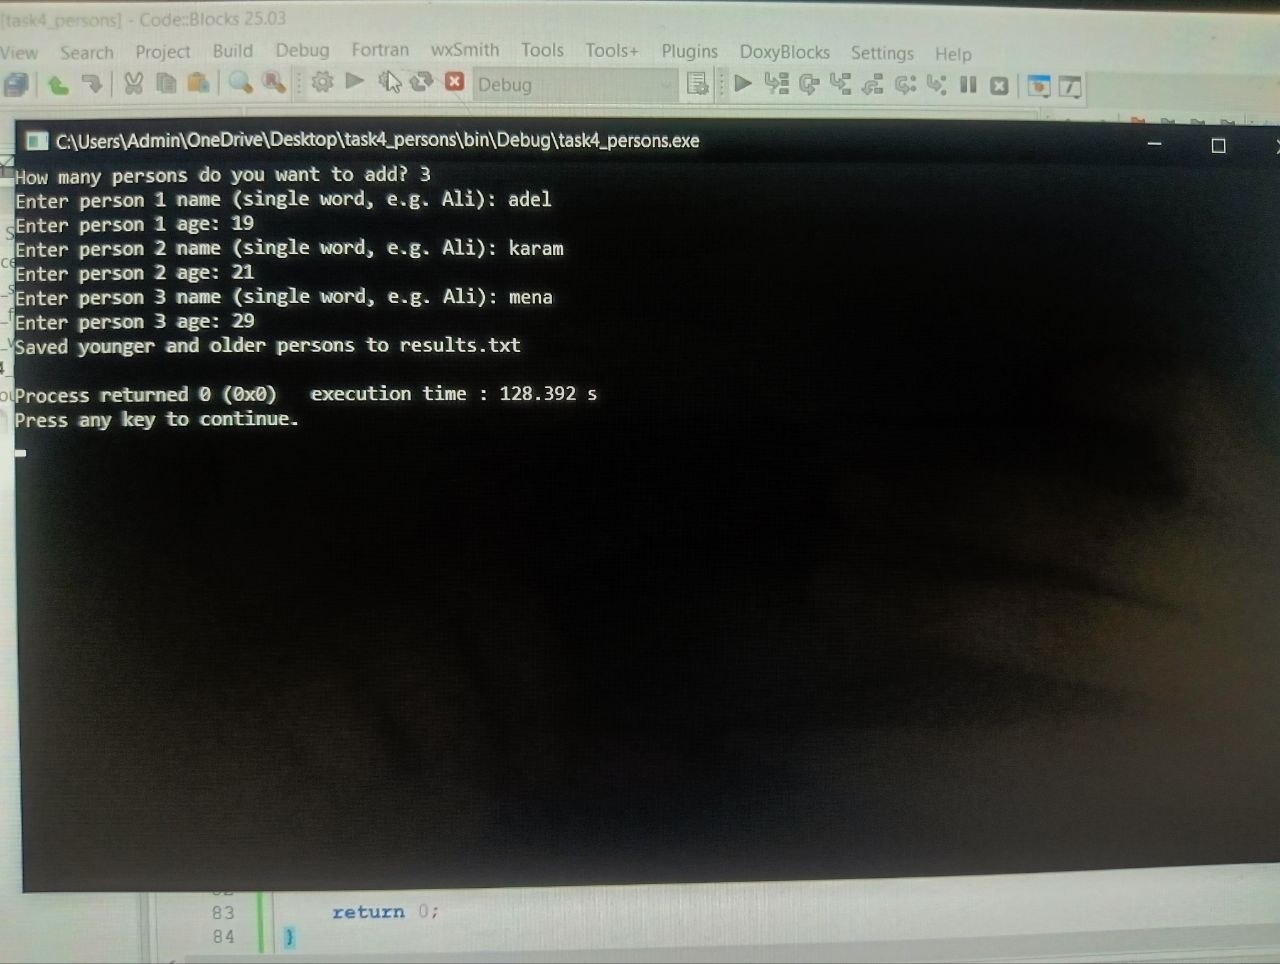 [task4_persons] - Code::Blocks 25.03
View Search Project Build Debug Fortran wxSmith Tools Tools+ Plugins DoxyBlocks Settings Help
Debug
C:\Users\Admin\OneDrive\Desktop\task4_persons\bin\Debug\task4_persons.exe
How many persons do you want to add? 3
Enter person 1 name (single word, e.g. Ali): adel
Enter person 1 age: 19
Enter person 2 name (single word, e.g. Ali): karam
Enter person 2 age: 21
Enter person 3 name (single word, e.g. Ali): mena
Enter person 3 age: 29
Saved younger and older persons to results.txt
Process returned 0 (0x0)   execution time : 128.392 s
Press any key to continue.
83 return 0;
84 }